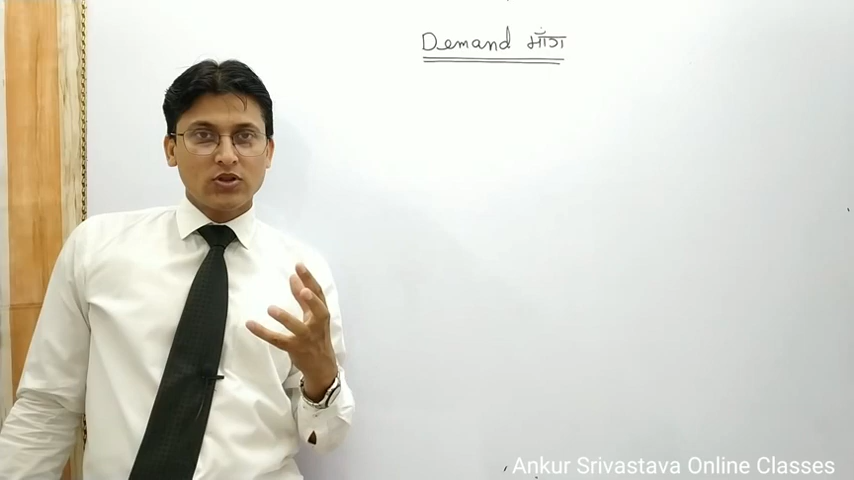 Demand माँग
Ankur Srivastava Online Classes